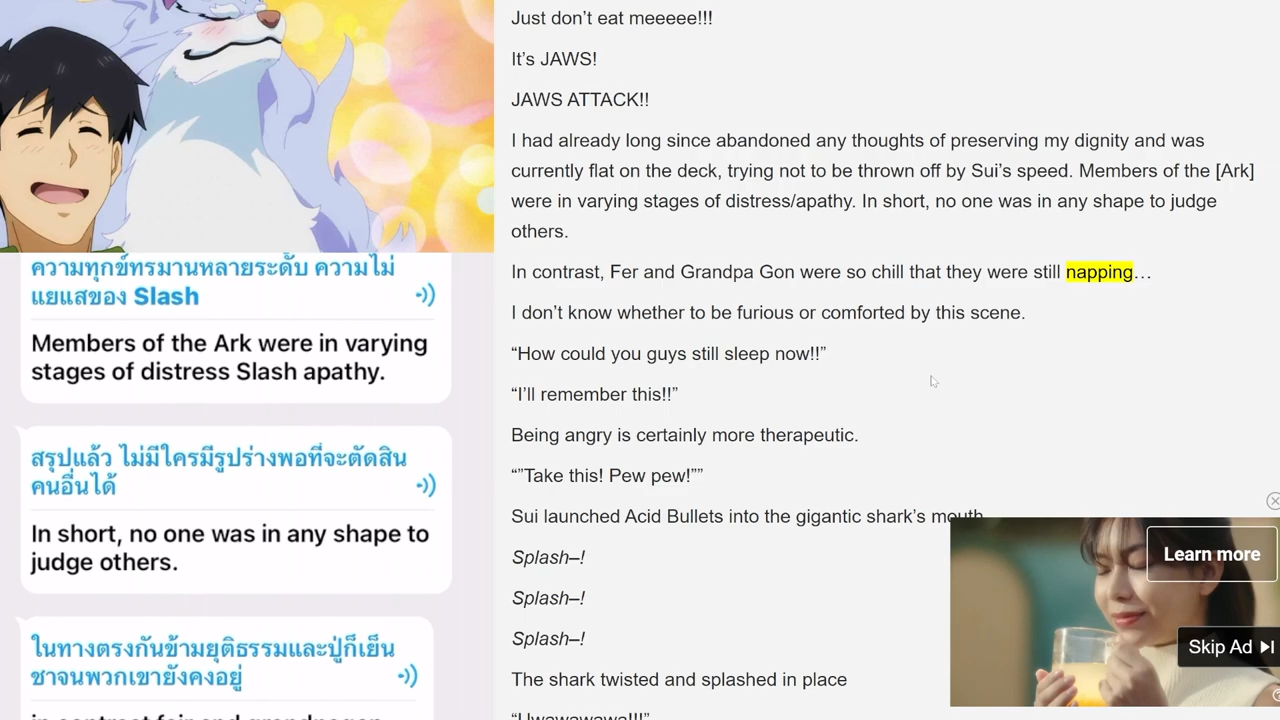 ความทุกข์ทรมานหลายระดับ ความไม่
แยแสของ Slash
Members of the Ark were in varying
stages of distress Slash apathy.
สรุปแล้ว ไม่มีใครมีรูปร่างพอที่จะตัดสิน
คนอื่นได้
In short, no one was in any shape to
judge others.
ในทางตรงกันข้ามยุติธรรมและปู่ก็เย็น
ชาจนพวกเขายังคงอยู่
Just don’t eat meeeee!!!
It’s JAWS!
JAWS ATTACK!!
I had already long since abandoned any thoughts of preserving my dignity and was
currently flat on the deck, trying not to be thrown off by Sui’s speed. Members of the [Ark]
were in varying stages of distress/apathy. In short, no one was in any shape to judge
others.
In contrast, Fer and Grandpa Gon were so chill that they were still napping…
I don’t know whether to be furious or comforted by this scene.
“How could you guys still sleep now!!”
“I’ll remember this!!”
Being angry is certainly more therapeutic.
“”Take this! Pew pew!””
Sui launched Acid Bullets into the gigantic shark’s mouth
Splash–!
Splash–!
Splash–!
The shark twisted and splashed in place
“Uwawawawa!!!”
Learn more
Skip Ad